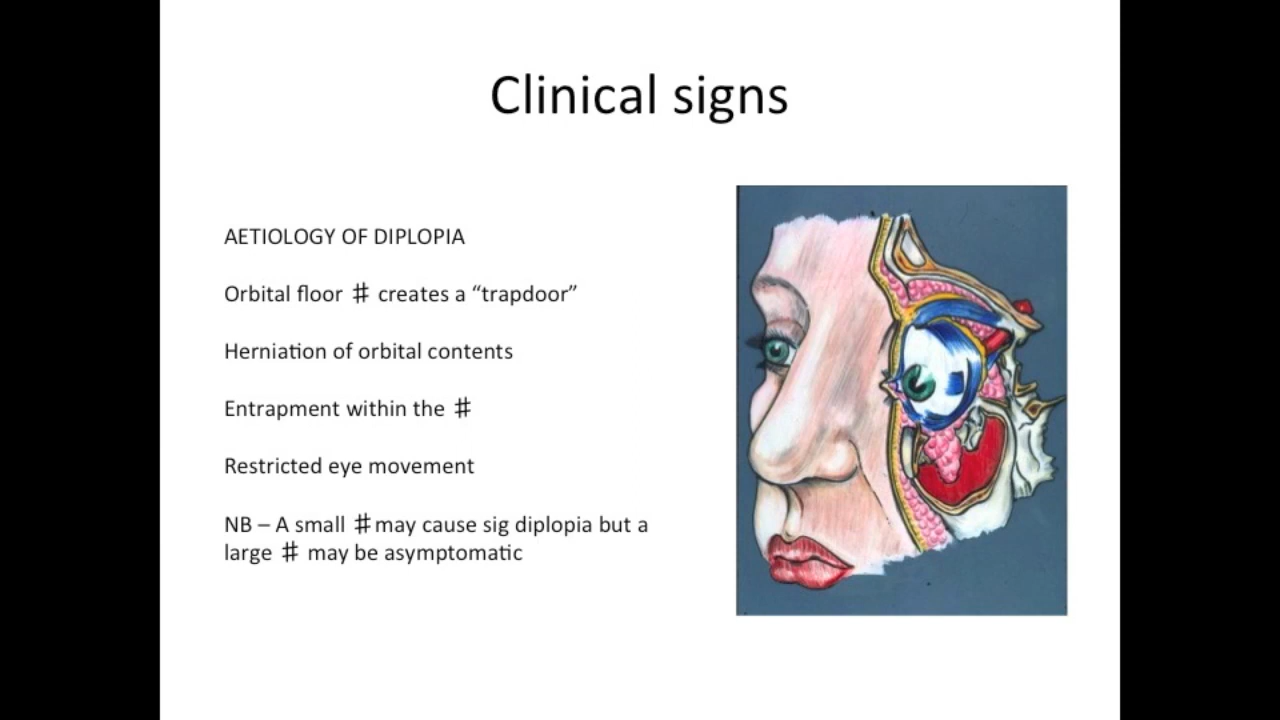 Clinical signs
AETIOLOGY OF DIPLOPIA
Orbital floor ♯ creates a “trapdoor”
Herniation of orbital contents
Entrapment within the ♯
Restricted eye movement
NB – A small ♯ may cause sig diplopia but a
large ♯ may be asymptomatic